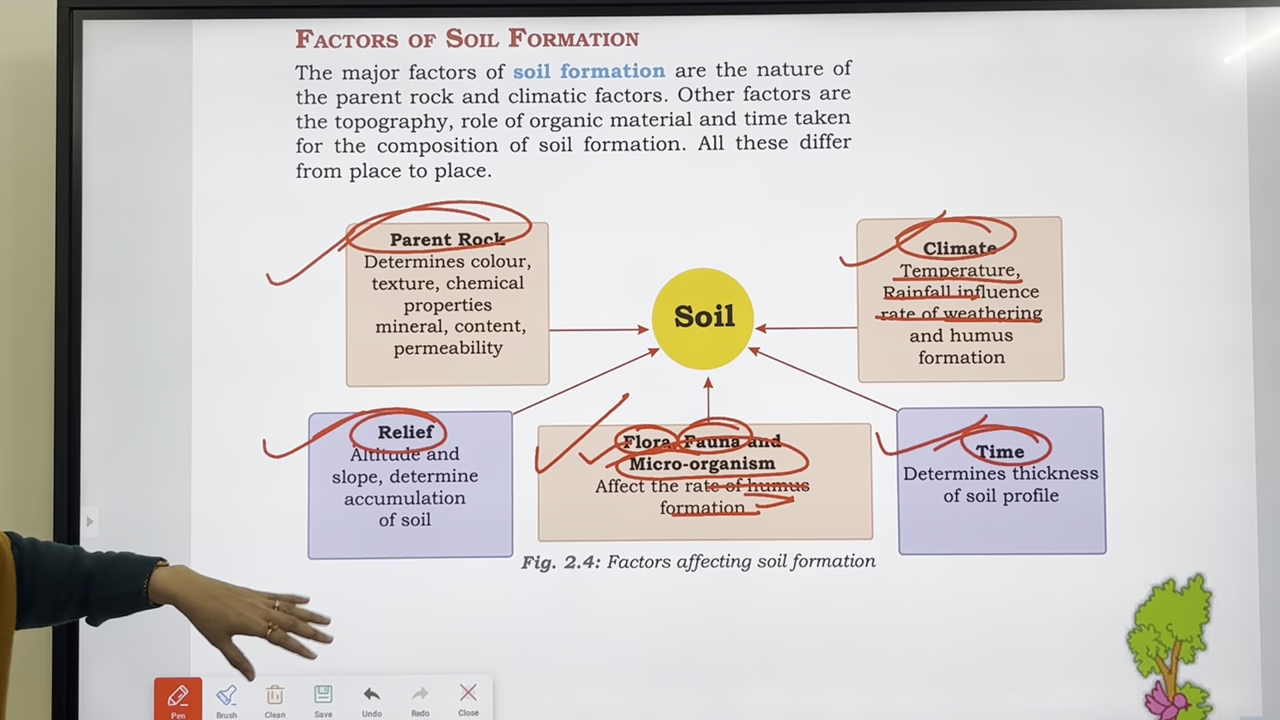 FACTORS OF SOIL FORMATION
The major factors of soil formation are the nature of
the parent rock and climatic factors. Other factors are
the topography, role of organic material and time taken
for the composition of soil formation. All these differ
from place to place.
Parent Rock
Determines colour,
texture, chemical
properties
mineral, content,
permeability
Soil
Climate
Temperature,
Rainfall influence
rate of weathering
and humus
formation
Relief
Altitude and
slope, determine
accumulation
of soil
Flora, Fauna and
Micro-organism
Affect the rate of humus
formation
Time
Determines thickness
of soil profile
Fig. 2.4: Factors affecting soil formation
Pen
Brush
Clean
Save
Undo
Redo
Close